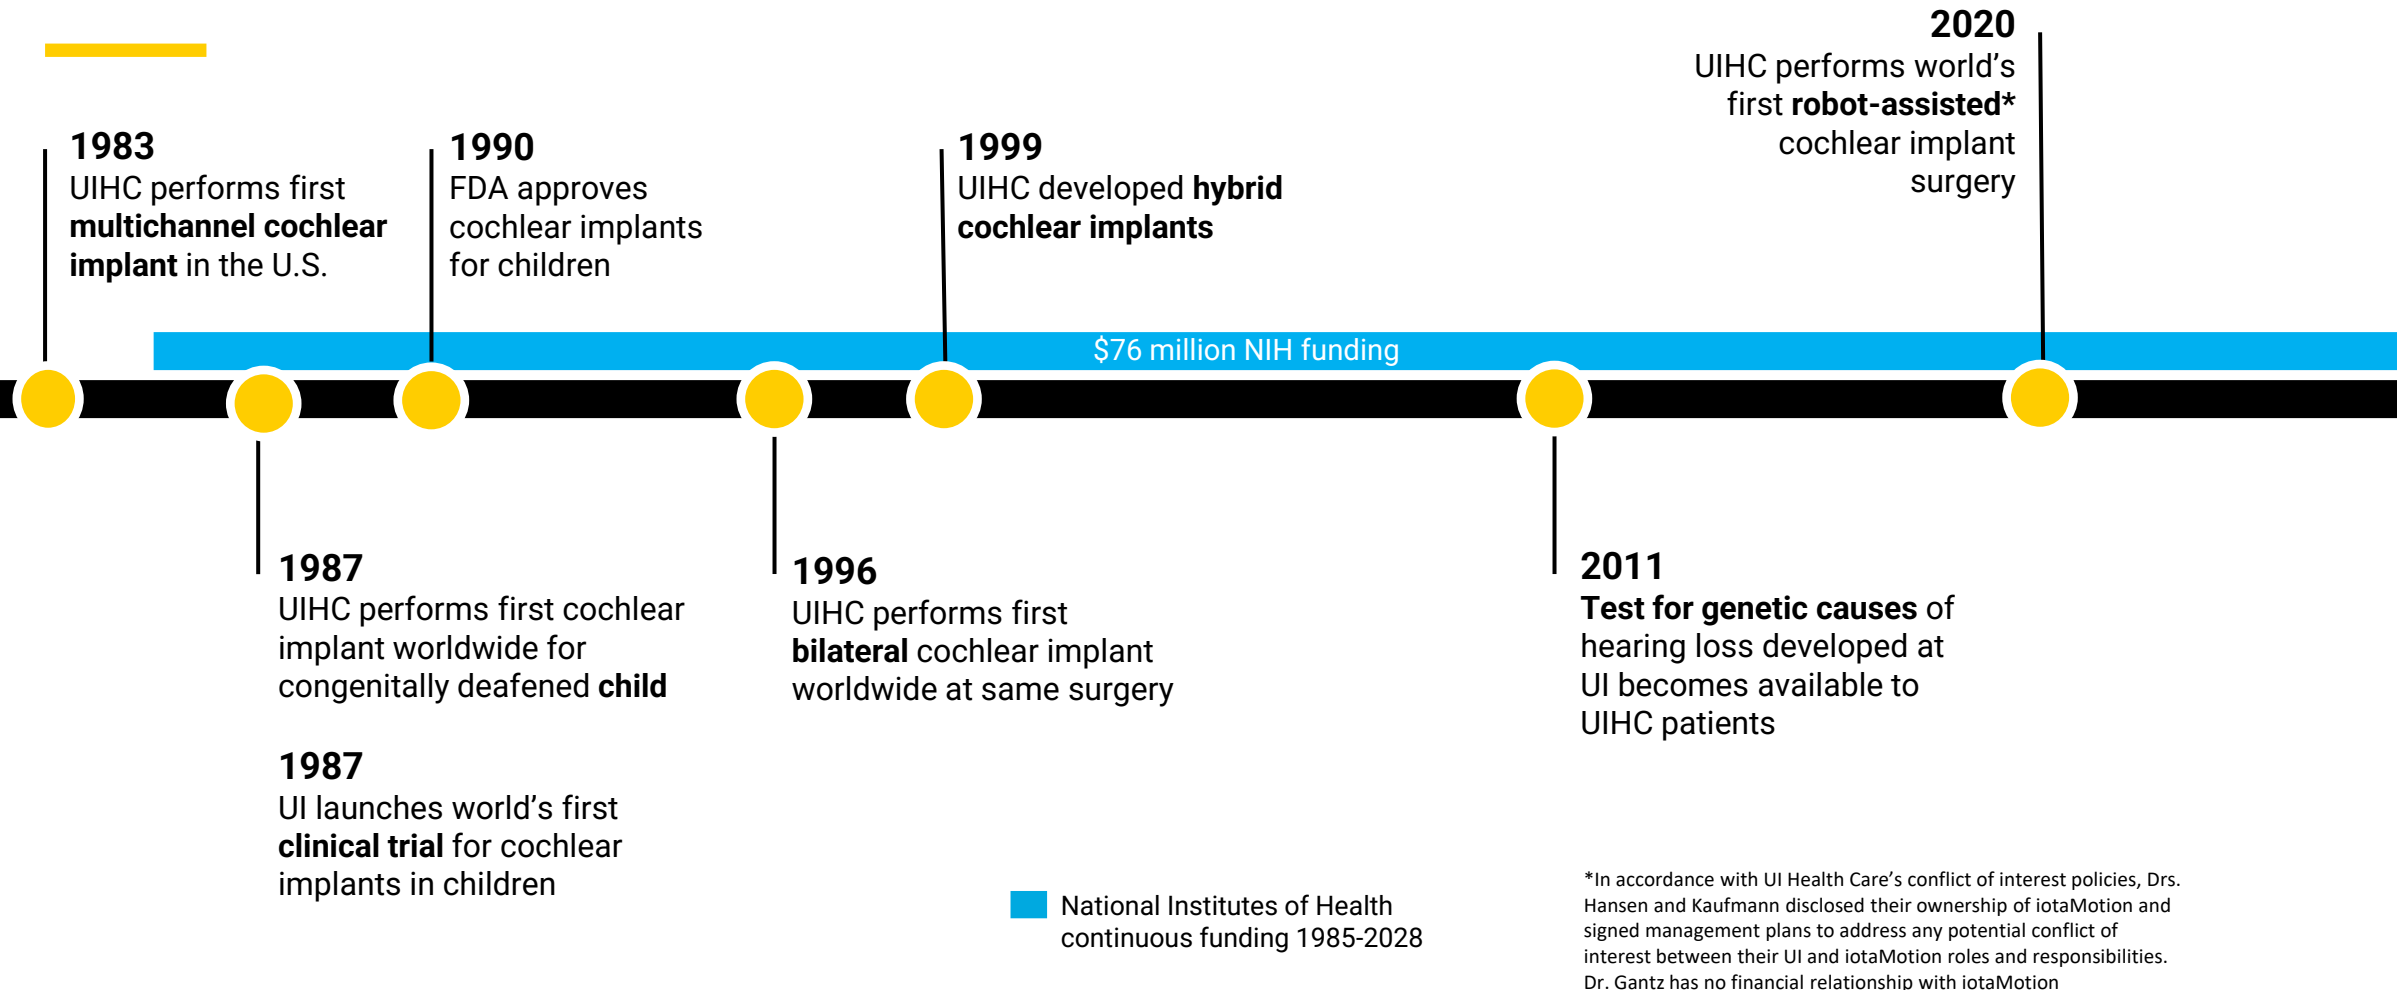 1983
UIHC performs first
multichannel cochlear
implant in the U.S.
1990
FDA approves
cochlear implants
for children
1999
UIHC developed hybrid
cochlear implants
2020
UIHC performs world's
first robot-assisted*
cochlear implant
surgery
$76 million NIH funding
1987
UIHC performs first cochlear
implant worldwide for
congenitally deafened child
1987
UI launches world's first
clinical trial for cochlear
implants in children
1996
UIHC performs first
bilateral cochlear implant
worldwide at same surgery
2011
Test for genetic causes of
hearing loss developed at
UI becomes available to
UIHC patients
National Institutes of Health
continuous funding 1985-2028
*In accordance with UI Health Care's conflict of interest policies, Drs.
Hansen and Kaufmann disclosed their ownership of iotaMotion and
signed management plans to address any potential conflict of
interest between their UI and iotaMotion roles and responsibilities.
Dr. Gantz has no financial relationship with iotaMotion